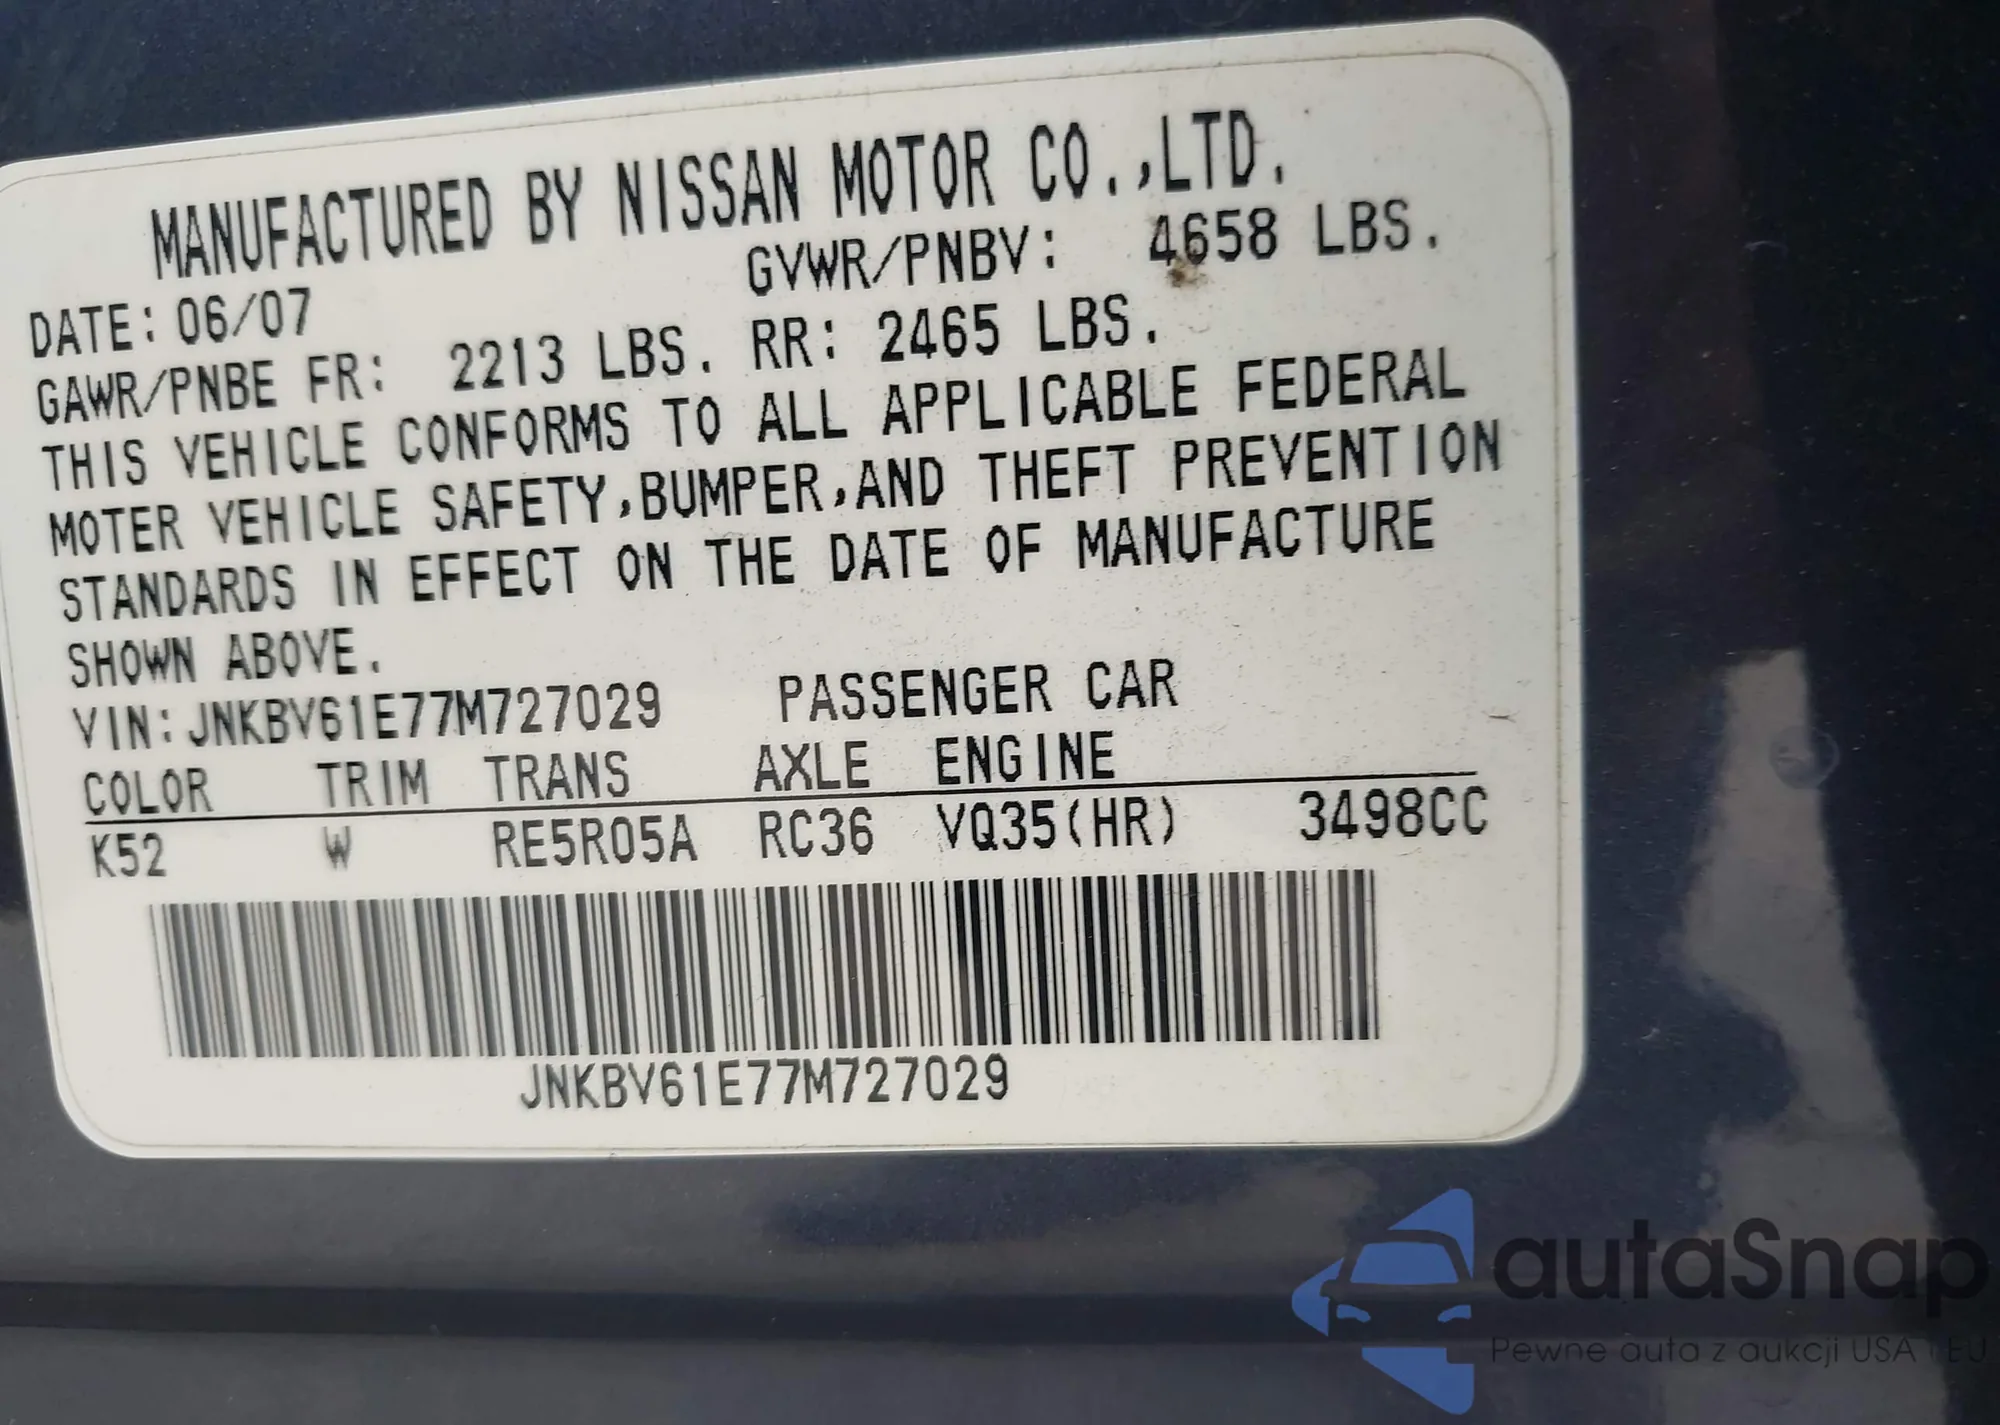 MANUFACTURED BY NISSAN MOTOR CO.,LTD.
DATE: 06/07 GVWR/PNBV: 4658 LBS.
GAWR/PNBE FR: 2213 LBS. RR: 2465 LBS.
THIS VEHICLE CONFORMS TO ALL APPLICABLE FEDERAL
MOTER VEHICLE SAFETY,BUMPER,AND THEFT PREVENTION
STANDARDS IN EFFECT ON THE DATE OF MANUFACTURE
SHOWN ABOVE.
VIN:JNKBV61E77M727029 PASSENGER CAR
COLOR TRIM TRANS AXLE ENGINE
K52 W RE5R05A RC36 VQ35(HR) 3498CC
JNKBV61E77M727029
autaSnap
Pewne auta z aukcji USA i EU